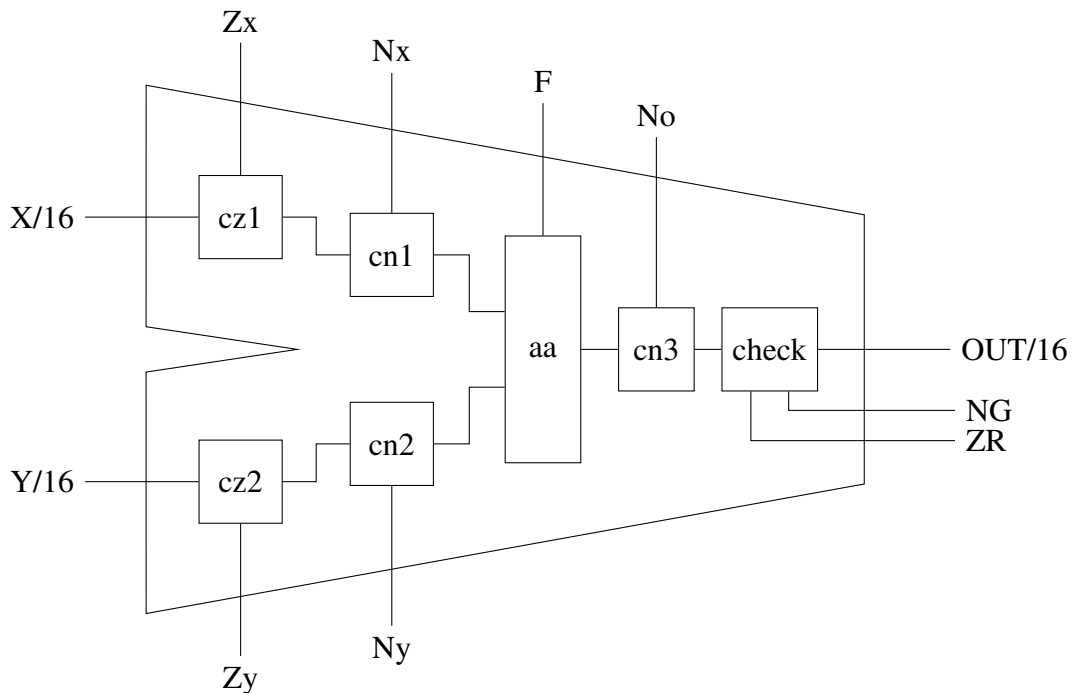 Zx
Nx
F
No
X/16
cz1
cn1
aa
cn3
check
OUT/16
NG
ZR
cn2
Y/16
cz2
Ny
Zy